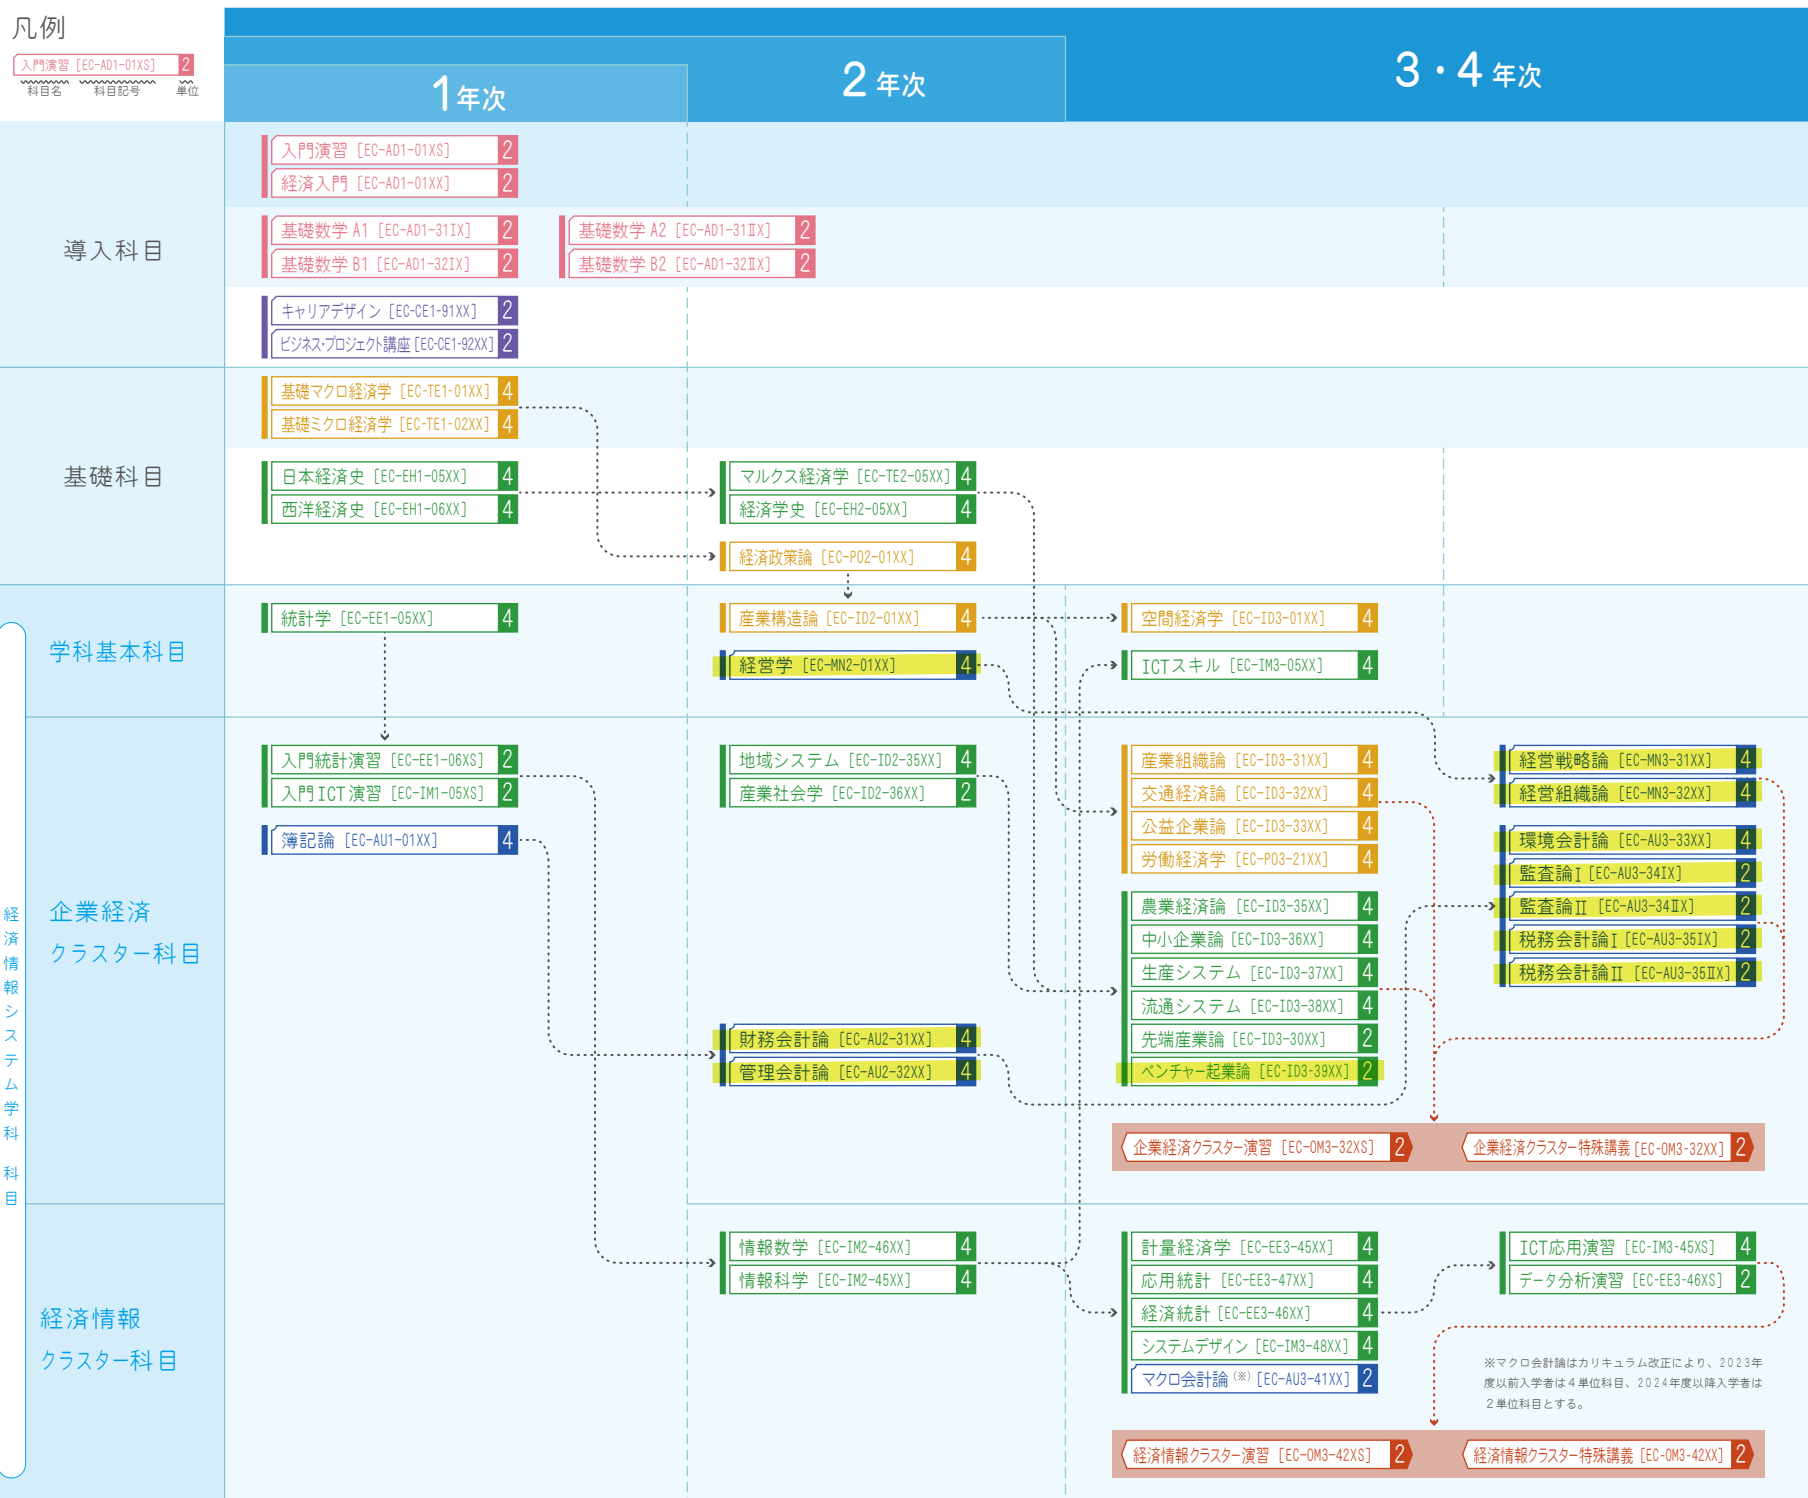 凡例
入門演習 [EC-AD1-01XS] 2
科目名 科目記号 単位
1年次
2年次
3・4年次
導入科目
入門演習 [EC-AD1-01XS] 2
経済入門 [EC-AD1-01XX] 2
基礎数学 A1 [EC-AD1-31ⅠX] 2
基礎数学 B1 [EC-AD1-32ⅠX] 2
基礎数学 A2 [EC-AD1-31ⅡX] 2
基礎数学 B2 [EC-AD1-32ⅡX] 2
キャリアデザイン [EC-CE1-91XX] 2
ビジネス・プロジェクト講座 [EC-CE1-92XX] 2
基礎科目
基礎マクロ経済学 [EC-TE1-01XX] 4
基礎ミクロ経済学 [EC-TE1-02XX] 4
日本経済史 [EC-EH1-05XX] 4
西洋経済史 [EC-EH1-06XX] 4
マルクス経済学 [EC-TE2-05XX] 4
経済学史 [EC-EH2-05XX] 4
経済政策論 [EC-PO2-01XX] 4
経済情報システム学科 科目
学科基本科目
統計学 [EC-EE1-05XX] 4
産業構造論 [EC-ID2-01XX] 4
経営学 [EC-MN2-01XX] 4
空間経済学 [EC-ID3-01XX] 4
ICTスキル [EC-IM3-05XX] 4
企業経済
クラスター科目
入門統計演習 [EC-EE1-06XS] 2
入門ICT演習 [EC-IM1-05XS] 2
簿記論 [EC-AU1-01XX] 4
地域システム [EC-ID2-35XX] 4
産業社会学 [EC-ID2-36XX] 2
財務会計論 [EC-AU2-31XX] 4
管理会計論 [EC-AU2-32XX] 4
産業組織論 [EC-ID3-31XX] 4
交通経済論 [EC-ID3-32XX] 4
公益企業論 [EC-ID3-33XX] 4
労働経済学 [EC-PO3-21XX] 4
農業経済論 [EC-ID3-35XX] 4
中小企業論 [EC-ID3-36XX] 4
生産システム [EC-ID3-37XX] 4
流通システム [EC-ID3-38XX] 4
先端産業論 [EC-ID3-30XX] 2
ベンチャー起業論 [EC-ID3-39XX] 2
経営戦略論 [EC-MN3-31XX] 4
経営組織論 [EC-MN3-32XX] 4
環境会計論 [EC-AU3-33XX] 4
監査論Ⅰ [EC-AU3-34ⅠX] 2
監査論Ⅱ [EC-AU3-34ⅡX] 2
税務会計論Ⅰ [EC-AU3-35ⅠX] 2
税務会計論Ⅱ [EC-AU3-35ⅡX] 2
企業経済クラスター演習 [EC-OM3-32XS] 2
企業経済クラスター特殊講義 [EC-OM3-32XX] 2
経済情報
クラスター科目
情報数学 [EC-IM2-46XX] 4
情報科学 [EC-IM2-45XX] 4
計量経済学 [EC-EE3-45XX] 4
応用統計 [EC-EE3-47XX] 4
経済統計 [EC-EE3-46XX] 4
システムデザイン [EC-IM3-48XX] 4
マクロ会計論(※) [EC-AU3-41XX] 2
ICT応用演習 [EC-IM3-45XS] 4
データ分析演習 [EC-EE3-46XS] 2
※マクロ会計論はカリキュラム改正により、2023年
度以前入学者は4単位科目、2024年度以降入学者は
2単位科目とする。
経済情報クラスター演習 [EC-OM3-42XS] 2
経済情報クラスター特殊講義 [EC-OM3-42XX] 2